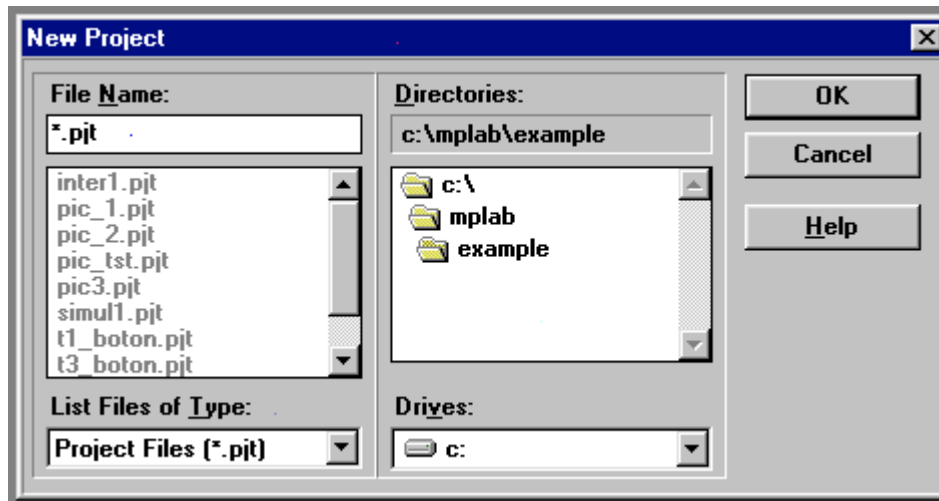 New Project
File Name:
*.pjt
inter1.pjt
pic_1.pjt
pic_2.pjt
pic_tst.pjt
pic3.pjt
simul1.pjt
t1_boton.pjt
t3_boton.pjt
List Files of Type:
Project Files (*.pjt)
Directories:
c:\mplab\example
c:\
mplab
example
Drives:
c:
OK
Cancel
Help